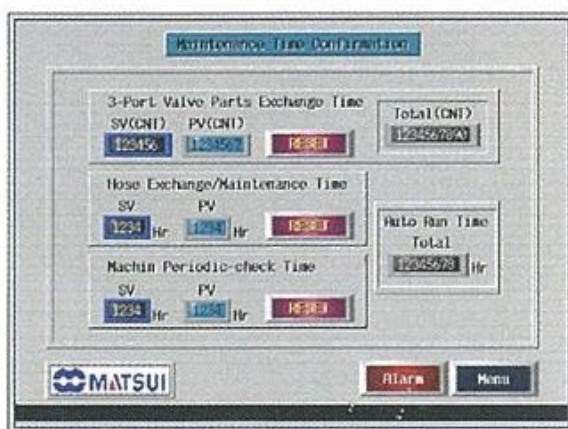 Maintenance Time Confirmation
3-Port Valve Parts Exchange Time
SV(CNT) PV(CNT)
123456 1234567 RESET
Total(CNT)
1234567890
Hose Exchange/Maintenance Time
SV PV
1234 Hr 1234 Hr RESET
Auto Run Time
Total
12345678 Hr
Machin Periodic-check Time
SV PV
1234 Hr 1234 Hr RESET
MATSUI
Alarm Menu